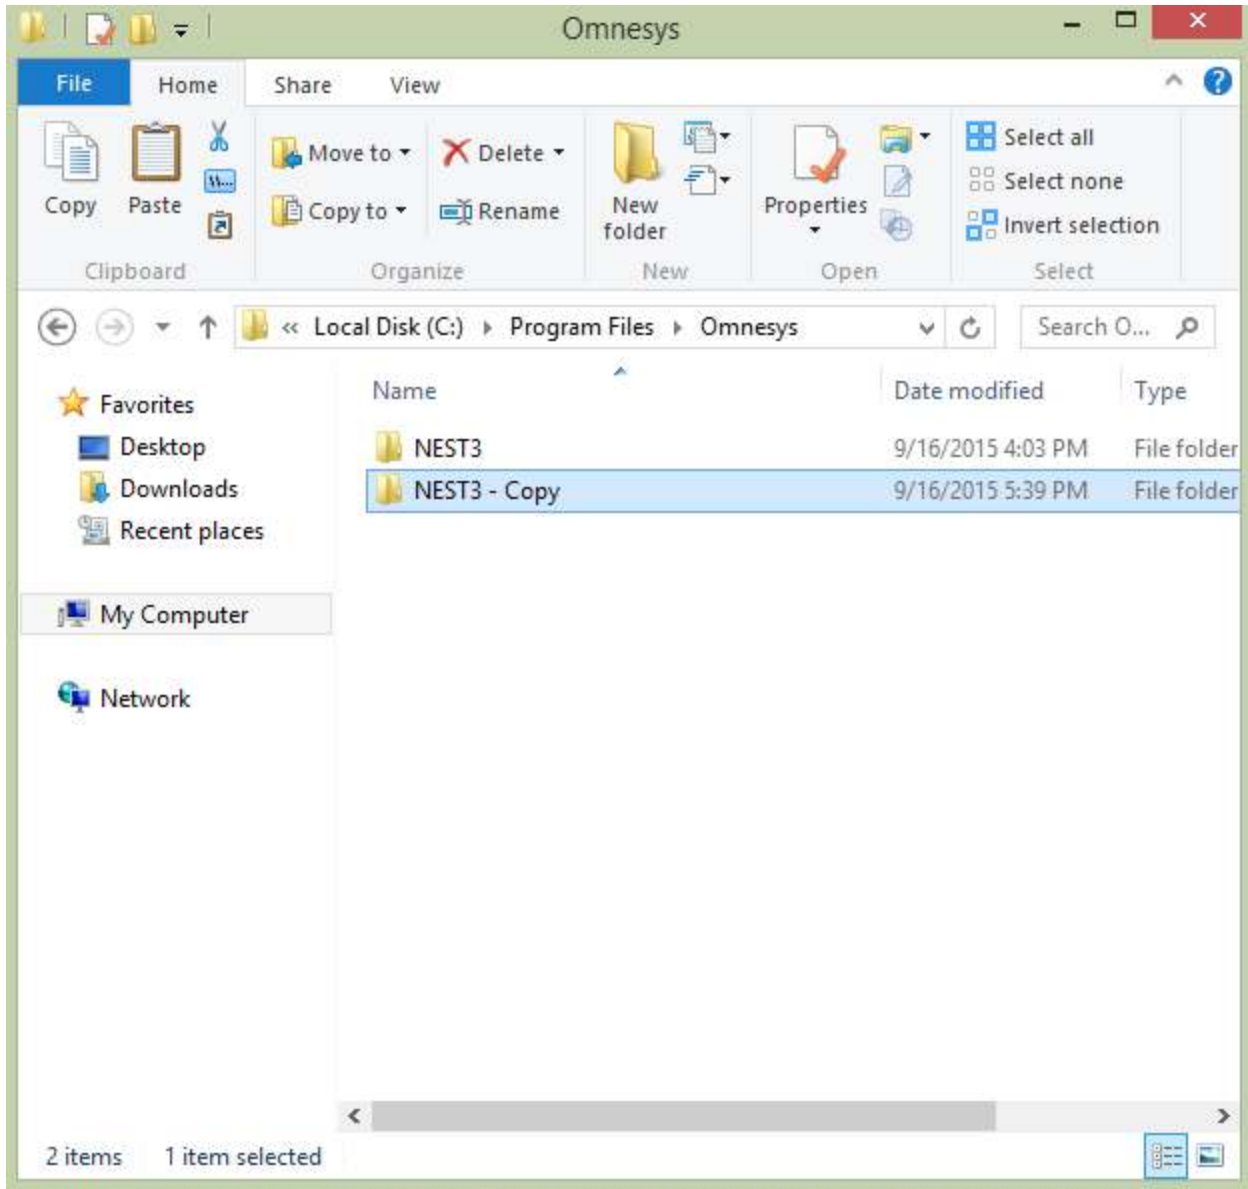 Omnesys
File Home Share View
Copy Paste Move to Copy to Delete Rename New folder Properties Select all Select none Invert selection
Clipboard Organize New Open Select
« Local Disk (C:) Program Files Omnesys Search O...
Favorites
Desktop
Downloads
Recent places
My Computer
Network
Name Date modified Type
NEST3 9/16/2015 4:03 PM File folder
NEST3 - Copy 9/16/2015 5:39 PM File folder
2 items 1 item selected